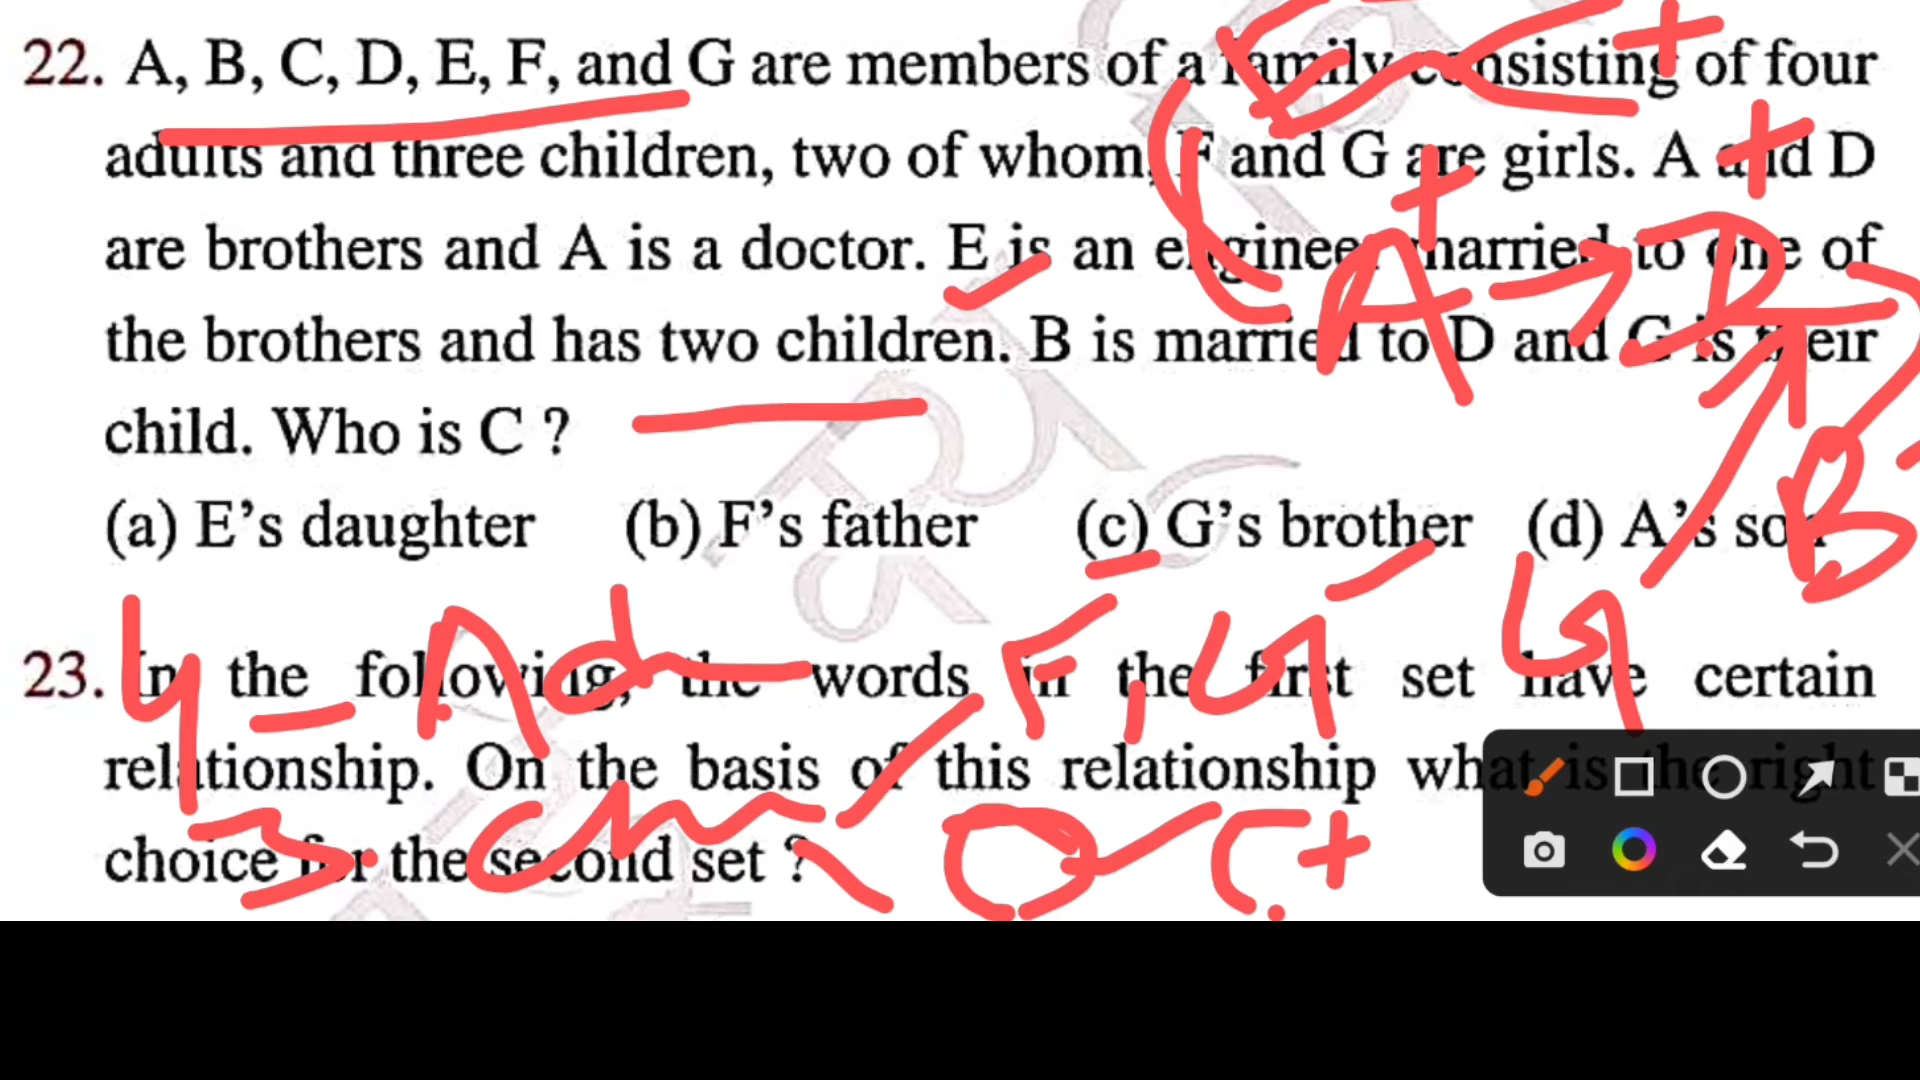 22. A, B, C, D, E, F, and G are members of a family consisting of four
adults and three children, two of whom, F and G are girls. A and D
are brothers and A is a doctor. E is an engineer married to one of
the brothers and has two children. B is married to D and G is their
child. Who is C ?
(a) E's daughter (b) F's father (c) G's brother (d) A's son
23. In the following, the words in the first set have certain
relationship. On the basis of this relationship what is the right
choice for the second set ?
E C +
+ +
A → D
B
G
4 - Ad F, G
3. Ch C +